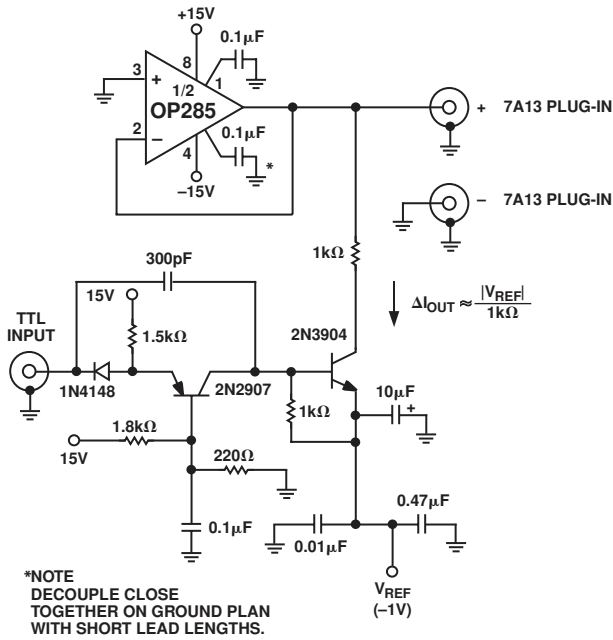 +15V
0.1µF
8
3
+
1/2
1
OP285
0.1µF
2
–
4
*
–15V
+ 7A13 PLUG-IN
– 7A13 PLUG-IN
300pF
1kΩ
15V
TTL
INPUT
1.5kΩ
ΔIOUT ≈ |VREF|
1kΩ
2N3904
1N4148
2N2907
10µF
+
1kΩ
1.8kΩ
15V
220Ω
0.1µF
0.01µF
0.47µF
VREF
(–1V)
*NOTE
DECOUPLE CLOSE
TOGETHER ON GROUND PLAN
WITH SHORT LEAD LENGTHS.